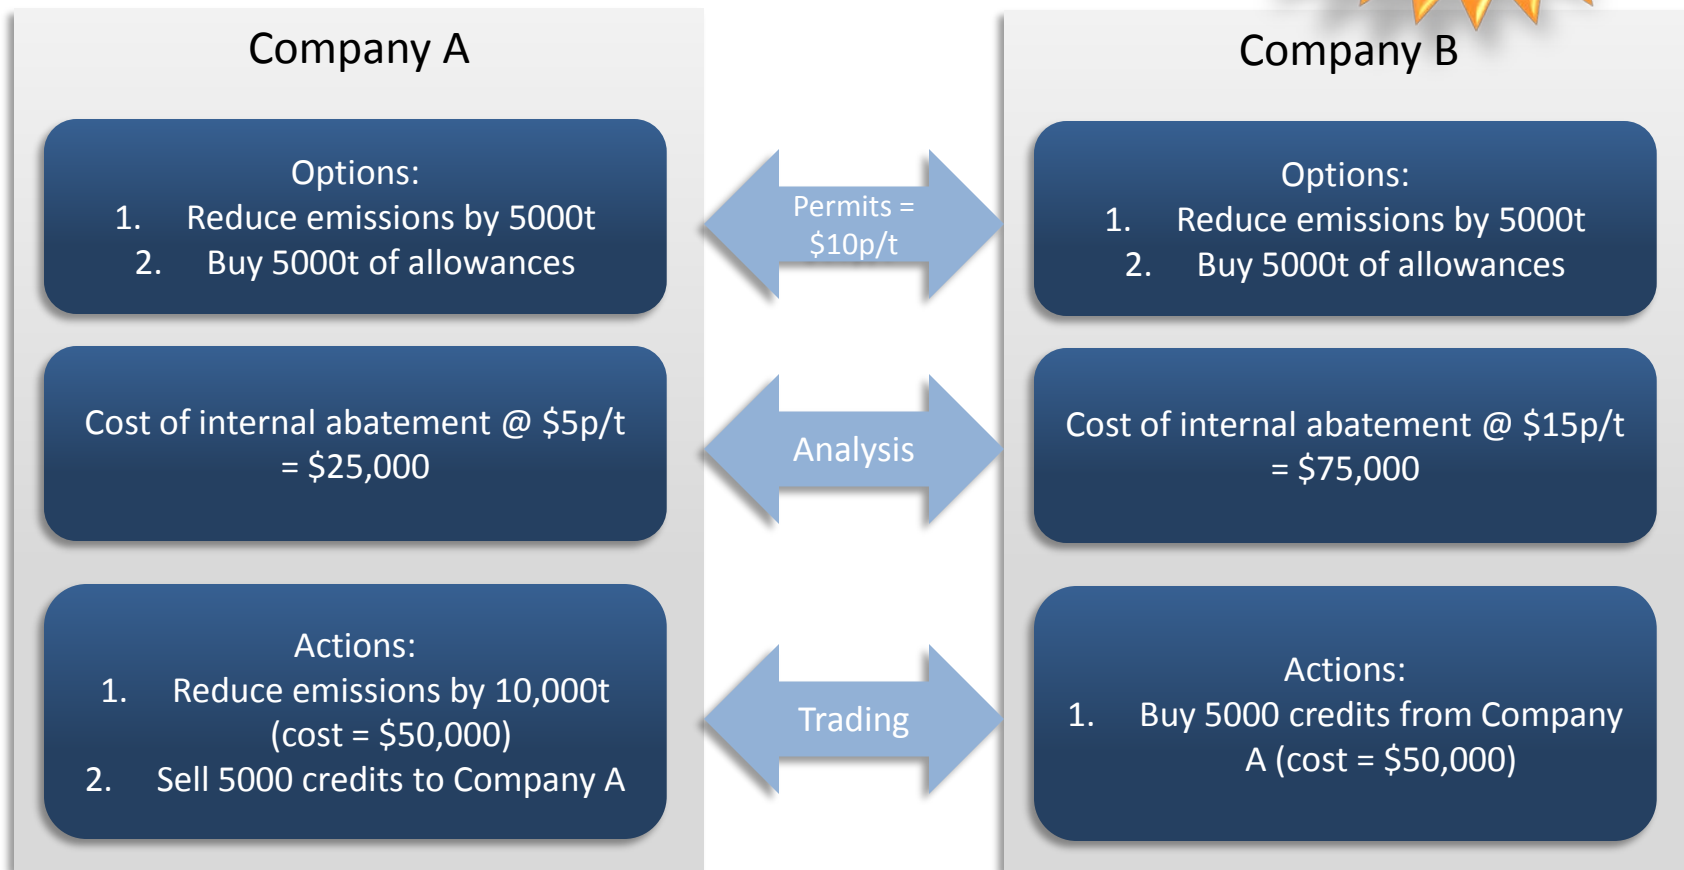 Company A
Options:
1. Reduce emissions by 5000t
2. Buy 5000t of allowances
Cost of internal abatement @ $5p/t
= $25,000
Actions:
1. Reduce emissions by 10,000t
(cost = $50,000)
2. Sell 5000 credits to Company A
Permits =
$10p/t
Analysis
Trading
Company B
Options:
1. Reduce emissions by 5000t
2. Buy 5000t of allowances
Cost of internal abatement @ $15p/t
= $75,000
Actions:
1. Buy 5000 credits from Company
A (cost = $50,000)